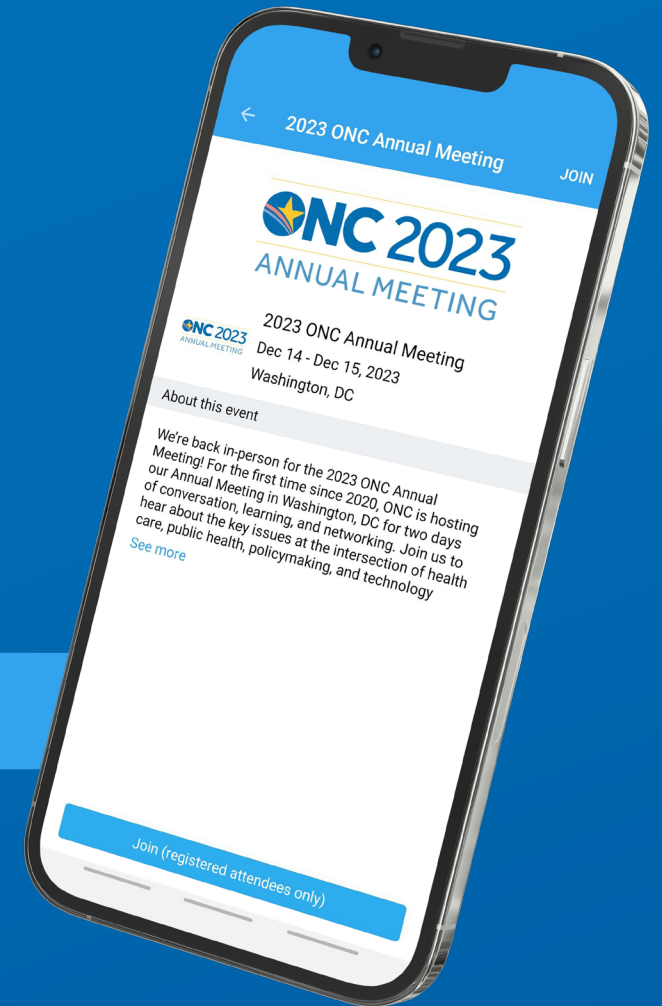 2023 ONC Annual Meeting
JOIN
ONC 2023
ANNUAL MEETING
ONC 2023
ANNUAL MEETING
2023 ONC Annual Meeting
Dec 14 - Dec 15, 2023
Washington, DC
About this event
We're back in-person for the 2023 ONC Annual
Meeting! For the first time since 2020, ONC is hosting
our Annual Meeting in Washington, DC for two days
of conversation, learning, and networking. Join us to
hear about the key issues at the intersection of health
care, public health, policymaking, and technology
See more
Join (registered attendees only)